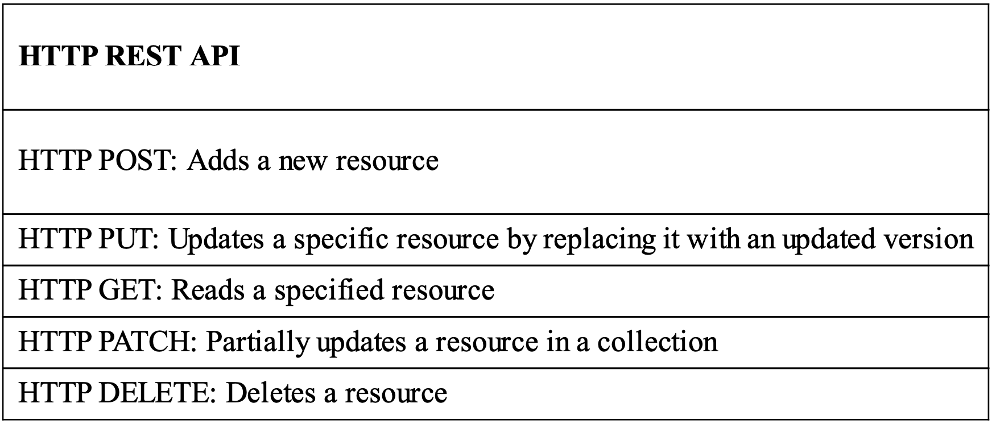 HTTP REST API
HTTP POST: Adds a new resource
HTTP PUT: Updates a specific resource by replacing it with an updated version
HTTP GET: Reads a specified resource
HTTP PATCH: Partially updates a resource in a collection
HTTP DELETE: Deletes a resource